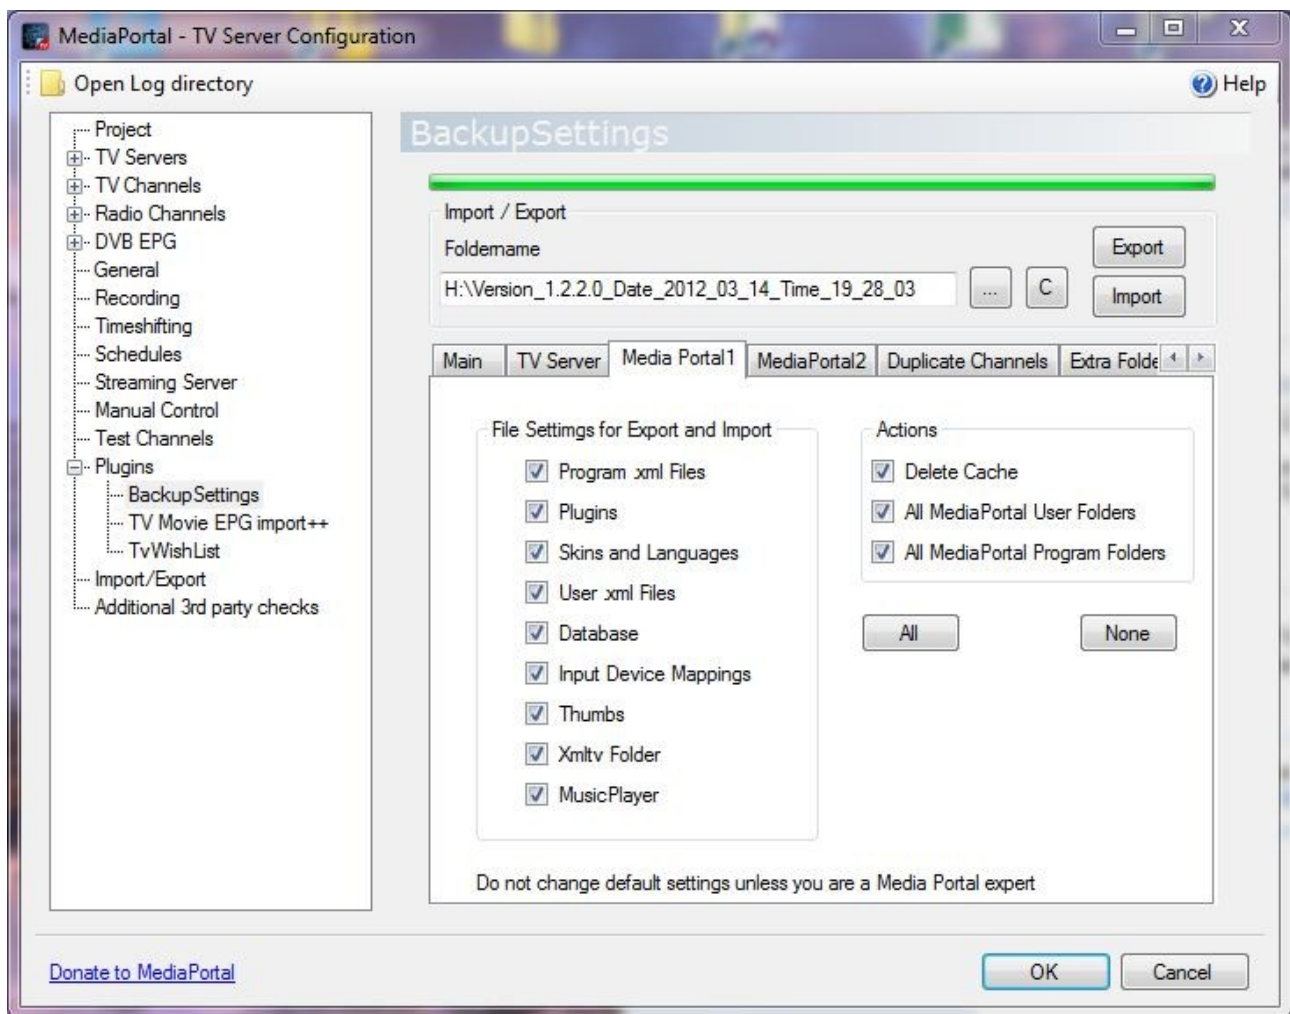 MediaPortal - TV Server Configuration
Open Log directory
Help
Project
TV Servers
TV Channels
Radio Channels
DVB EPG
General
Recording
Timeshifting
Schedules
Streaming Server
Manual Control
Test Channels
Plugins
BackupSettings
TV Movie EPG import++
TvWishList
Import/Export
Additional 3rd party checks
BackupSettings
Import / Export
Foldername
H:\Version_1.2.2.0_Date_2012_03_14_Time_19_28_03
...
C
Export
Import
Main
TV Server
Media Portal1
MediaPortal2
Duplicate Channels
Extra Folde
File Settimgs for Export and Import
Program .xml Files
Plugins
Skins and Languages
User .xml Files
Database
Input Device Mappings
Thumbs
Xmltv Folder
MusicPlayer
Actions
Delete Cache
All MediaPortal User Folders
All MediaPortal Program Folders
All
None
Do not change default settings unless you are a Media Portal expert
Donate to MediaPortal
OK
Cancel